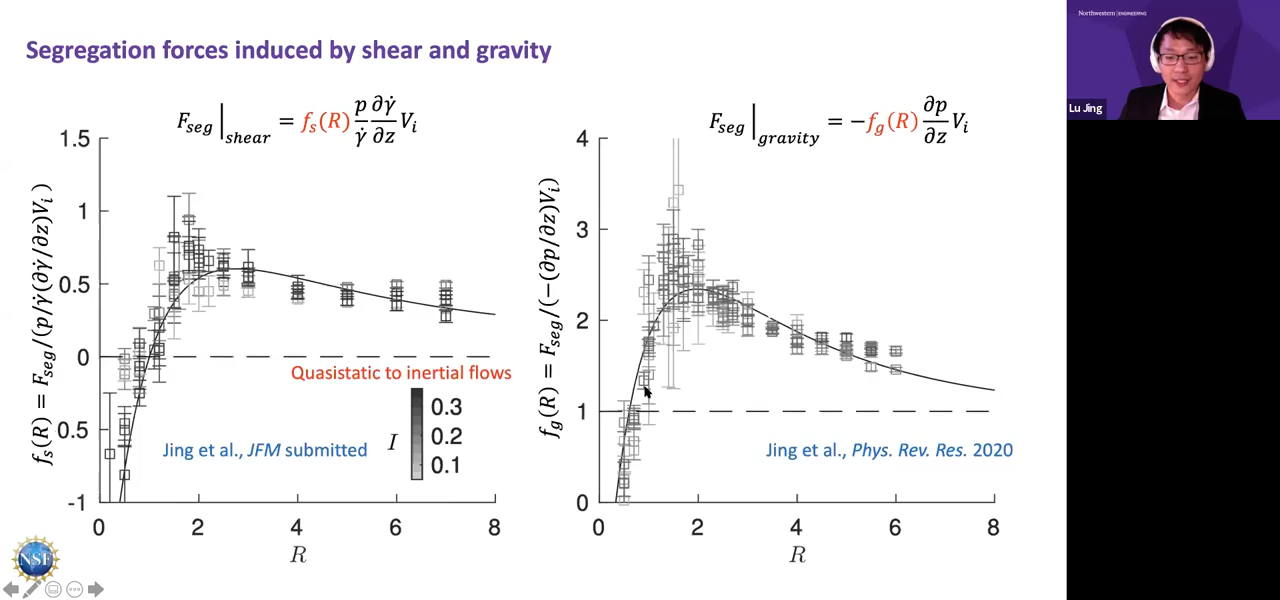 Segregation forces induced by shear and gravity
F_seg|_shear = f_s(R) p/γ̇ ∂γ̇/∂z V_i
F_seg|_gravity = −f_g(R) ∂p/∂z V_i
f_s(R) = F_seg/(p/γ̇(∂γ̇/∂z)V_i)
1.5
1
0.5
0
0.5
-1
0 2 4 6 8
R
Quasistatic to inertial flows
I
0.3
0.2
0.1
Jing et al., JFM submitted
f_g(R) = F_seg/(−(∂p/∂z)V_i)
4
3
2
1
0
0 2 4 6 8
R
Jing et al., Phys. Rev. Res. 2020
NSF
Northwestern | ENGINEERING
Lu Jing